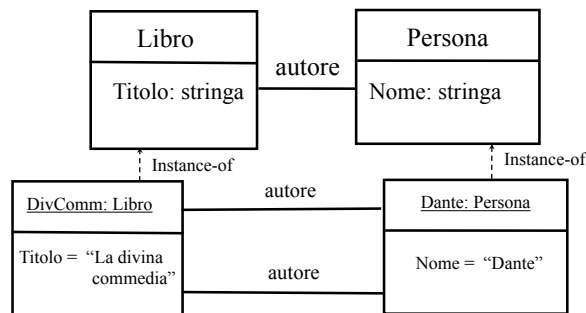 Libro
Persona
autore
Titolo: stringa
Nome: stringa
Instance-of
Instance-of
DivComm: Libro
autore
Dante: Persona
Titolo = “La divina
commedia”
Nome = “Dante”
autore